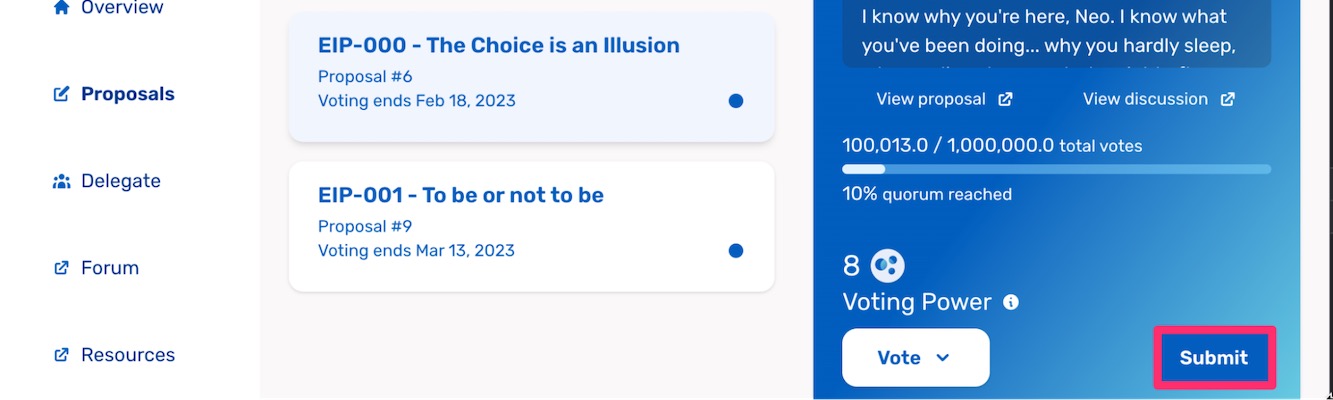 Overview
Proposals
Delegate
Forum
Resources
EIP-000 - The Choice is an Illusion
Proposal #6
Voting ends Feb 18, 2023
EIP-001 - To be or not to be
Proposal #9
Voting ends Mar 13, 2023
I know why you're here, Neo. I know what
you've been doing... why you hardly sleep,
View proposal
View discussion
100,013.0 / 1,000,000.0 total votes
10% quorum reached
8
Voting Power
Vote
Submit